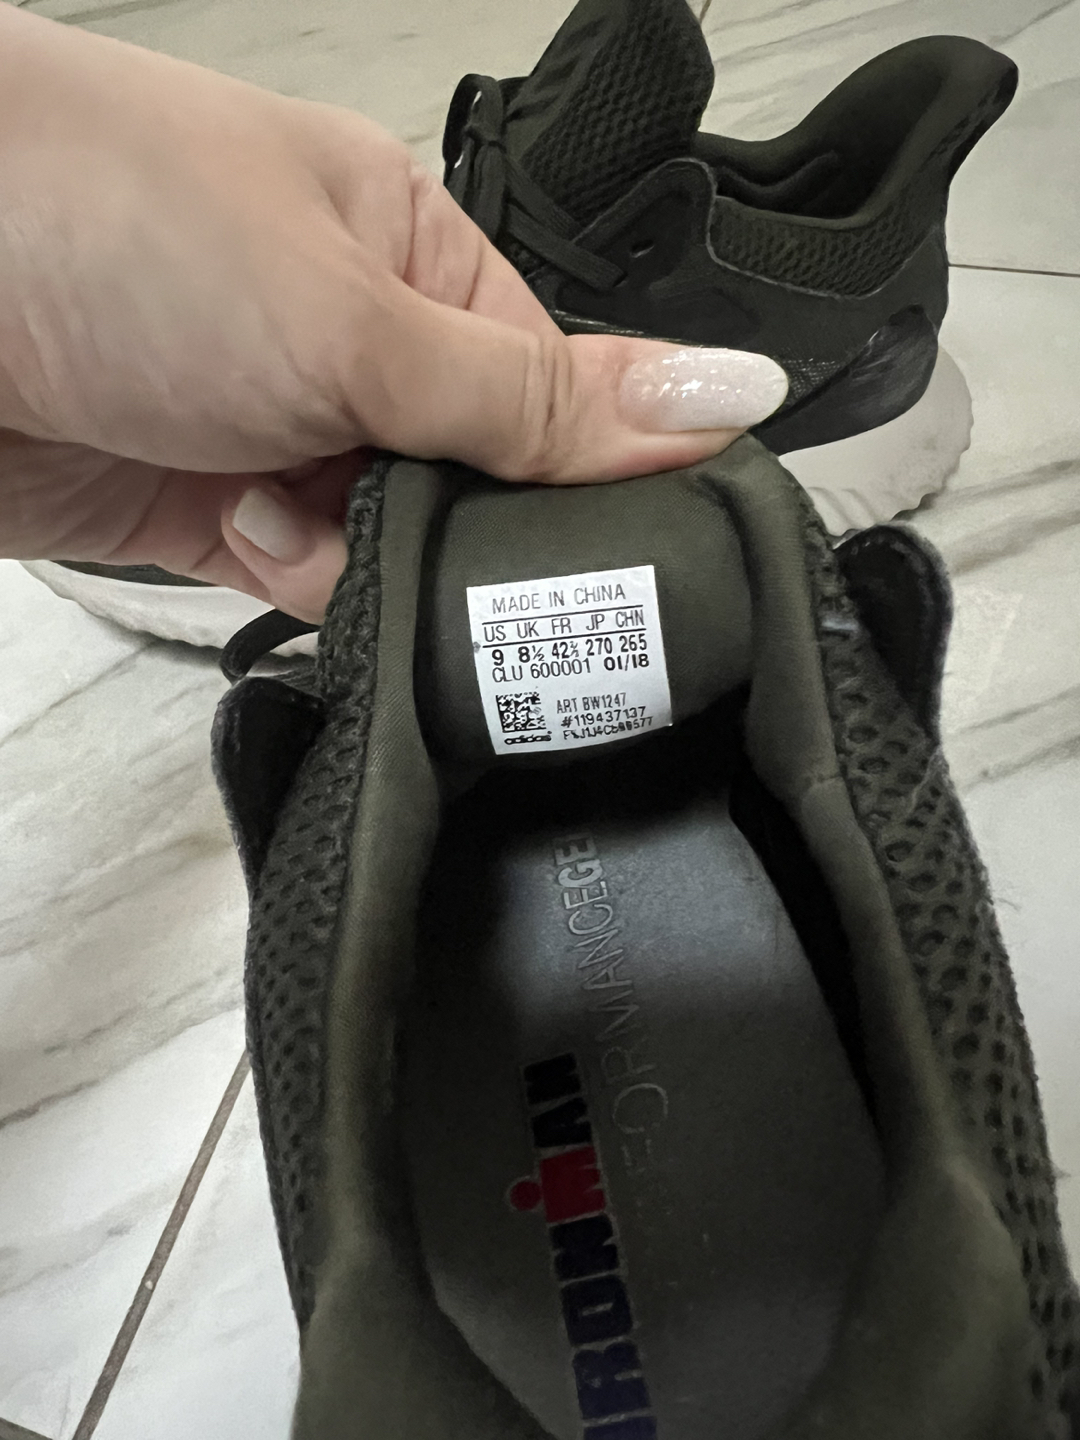 MADE IN CHINA
US UK FR JP CHN
9 8½ 42⅔ 270 265
CLU 600001 01/18
ART BW1247
#119437137
adidas
FORMANCEGE
IRONMAN